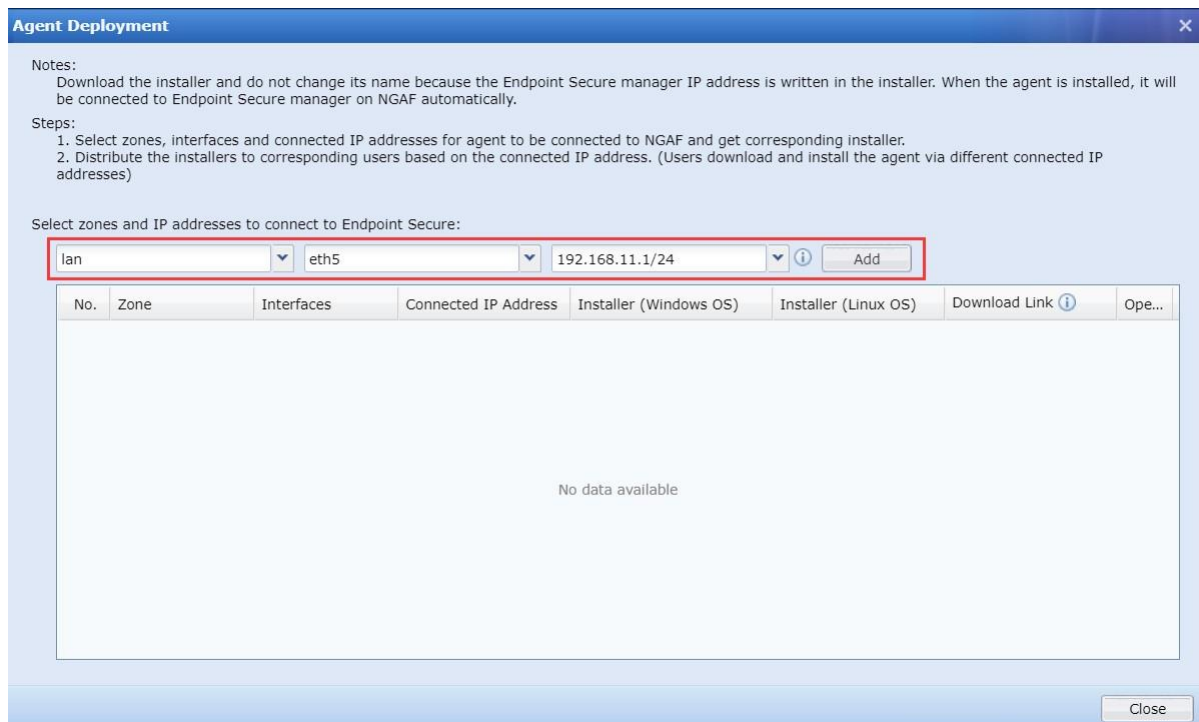 Agent Deployment
Notes:
Download the installer and do not change its name because the Endpoint Secure manager IP address is written in the installer. When the agent is installed, it will
be connected to Endpoint Secure manager on NGAF automatically.
Steps:
1. Select zones, interfaces and connected IP addresses for agent to be connected to NGAF and get corresponding installer.
2. Distribute the installers to corresponding users based on the connected IP address. (Users download and install the agent via different connected IP
addresses)
Select zones and IP addresses to connect to Endpoint Secure:
lan eth5 192.168.11.1/24 Add
No. Zone Interfaces Connected IP Address Installer (Windows OS) Installer (Linux OS) Download Link Ope...
No data available
Close